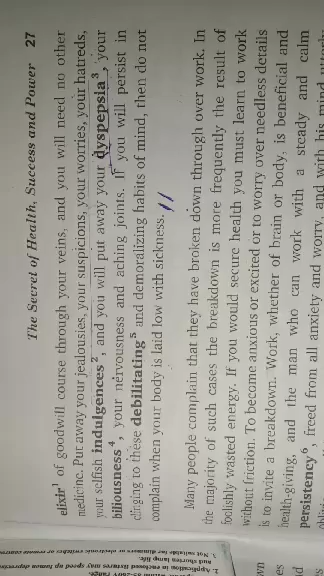 The Secret of Health, Success and Power 27
elixir¹ of goodwill course through your veins, and you will need no other
medicine. Put away your jealousies, your suspicions, your worries, your hatreds,
your selfish indulgences², and you will put away your dyspepsia³, your
biliousness⁴, your nervousness and aching joints. If you will persist in
clinging to these debilitating⁵ and demoralizing habits of mind, then do not
complain when your body is laid low with sickness.
Many people complain that they have broken down through over work. In
the majority of such cases the breakdown is more frequently the result of
foolishly wasted energy. If you would secure health you must learn to work
without friction. To become anxious or excited or to worry over needless details
is to invite a breakdown. Work, whether of brain or body, is beneficial and
health-giving, and the man who can work with a steady and calm
persistency⁶, freed from all anxiety and worry, and with his mind